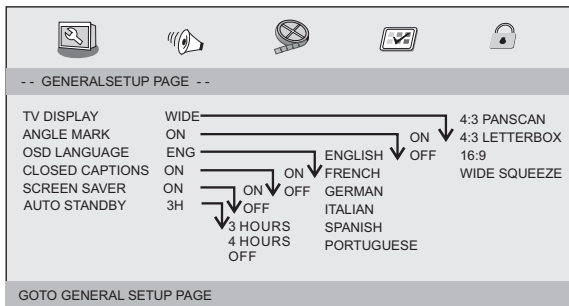 - - GENERALSETUP PAGE - -
TV DISPLAY WIDE 4:3 PANSCAN
ANGLE MARK ON ON 4:3 LETTERBOX
OSD LANGUAGE ENG ENGLISH OFF 16:9
CLOSED CAPTIONS ON ON FRENCH WIDE SQUEEZE
SCREEN SAVER ON ON OFF GERMAN
AUTO STANDBY 3H OFF ITALIAN
3 HOURS SPANISH
4 HOURS PORTUGUESE
OFF
GOTO GENERAL SETUP PAGE